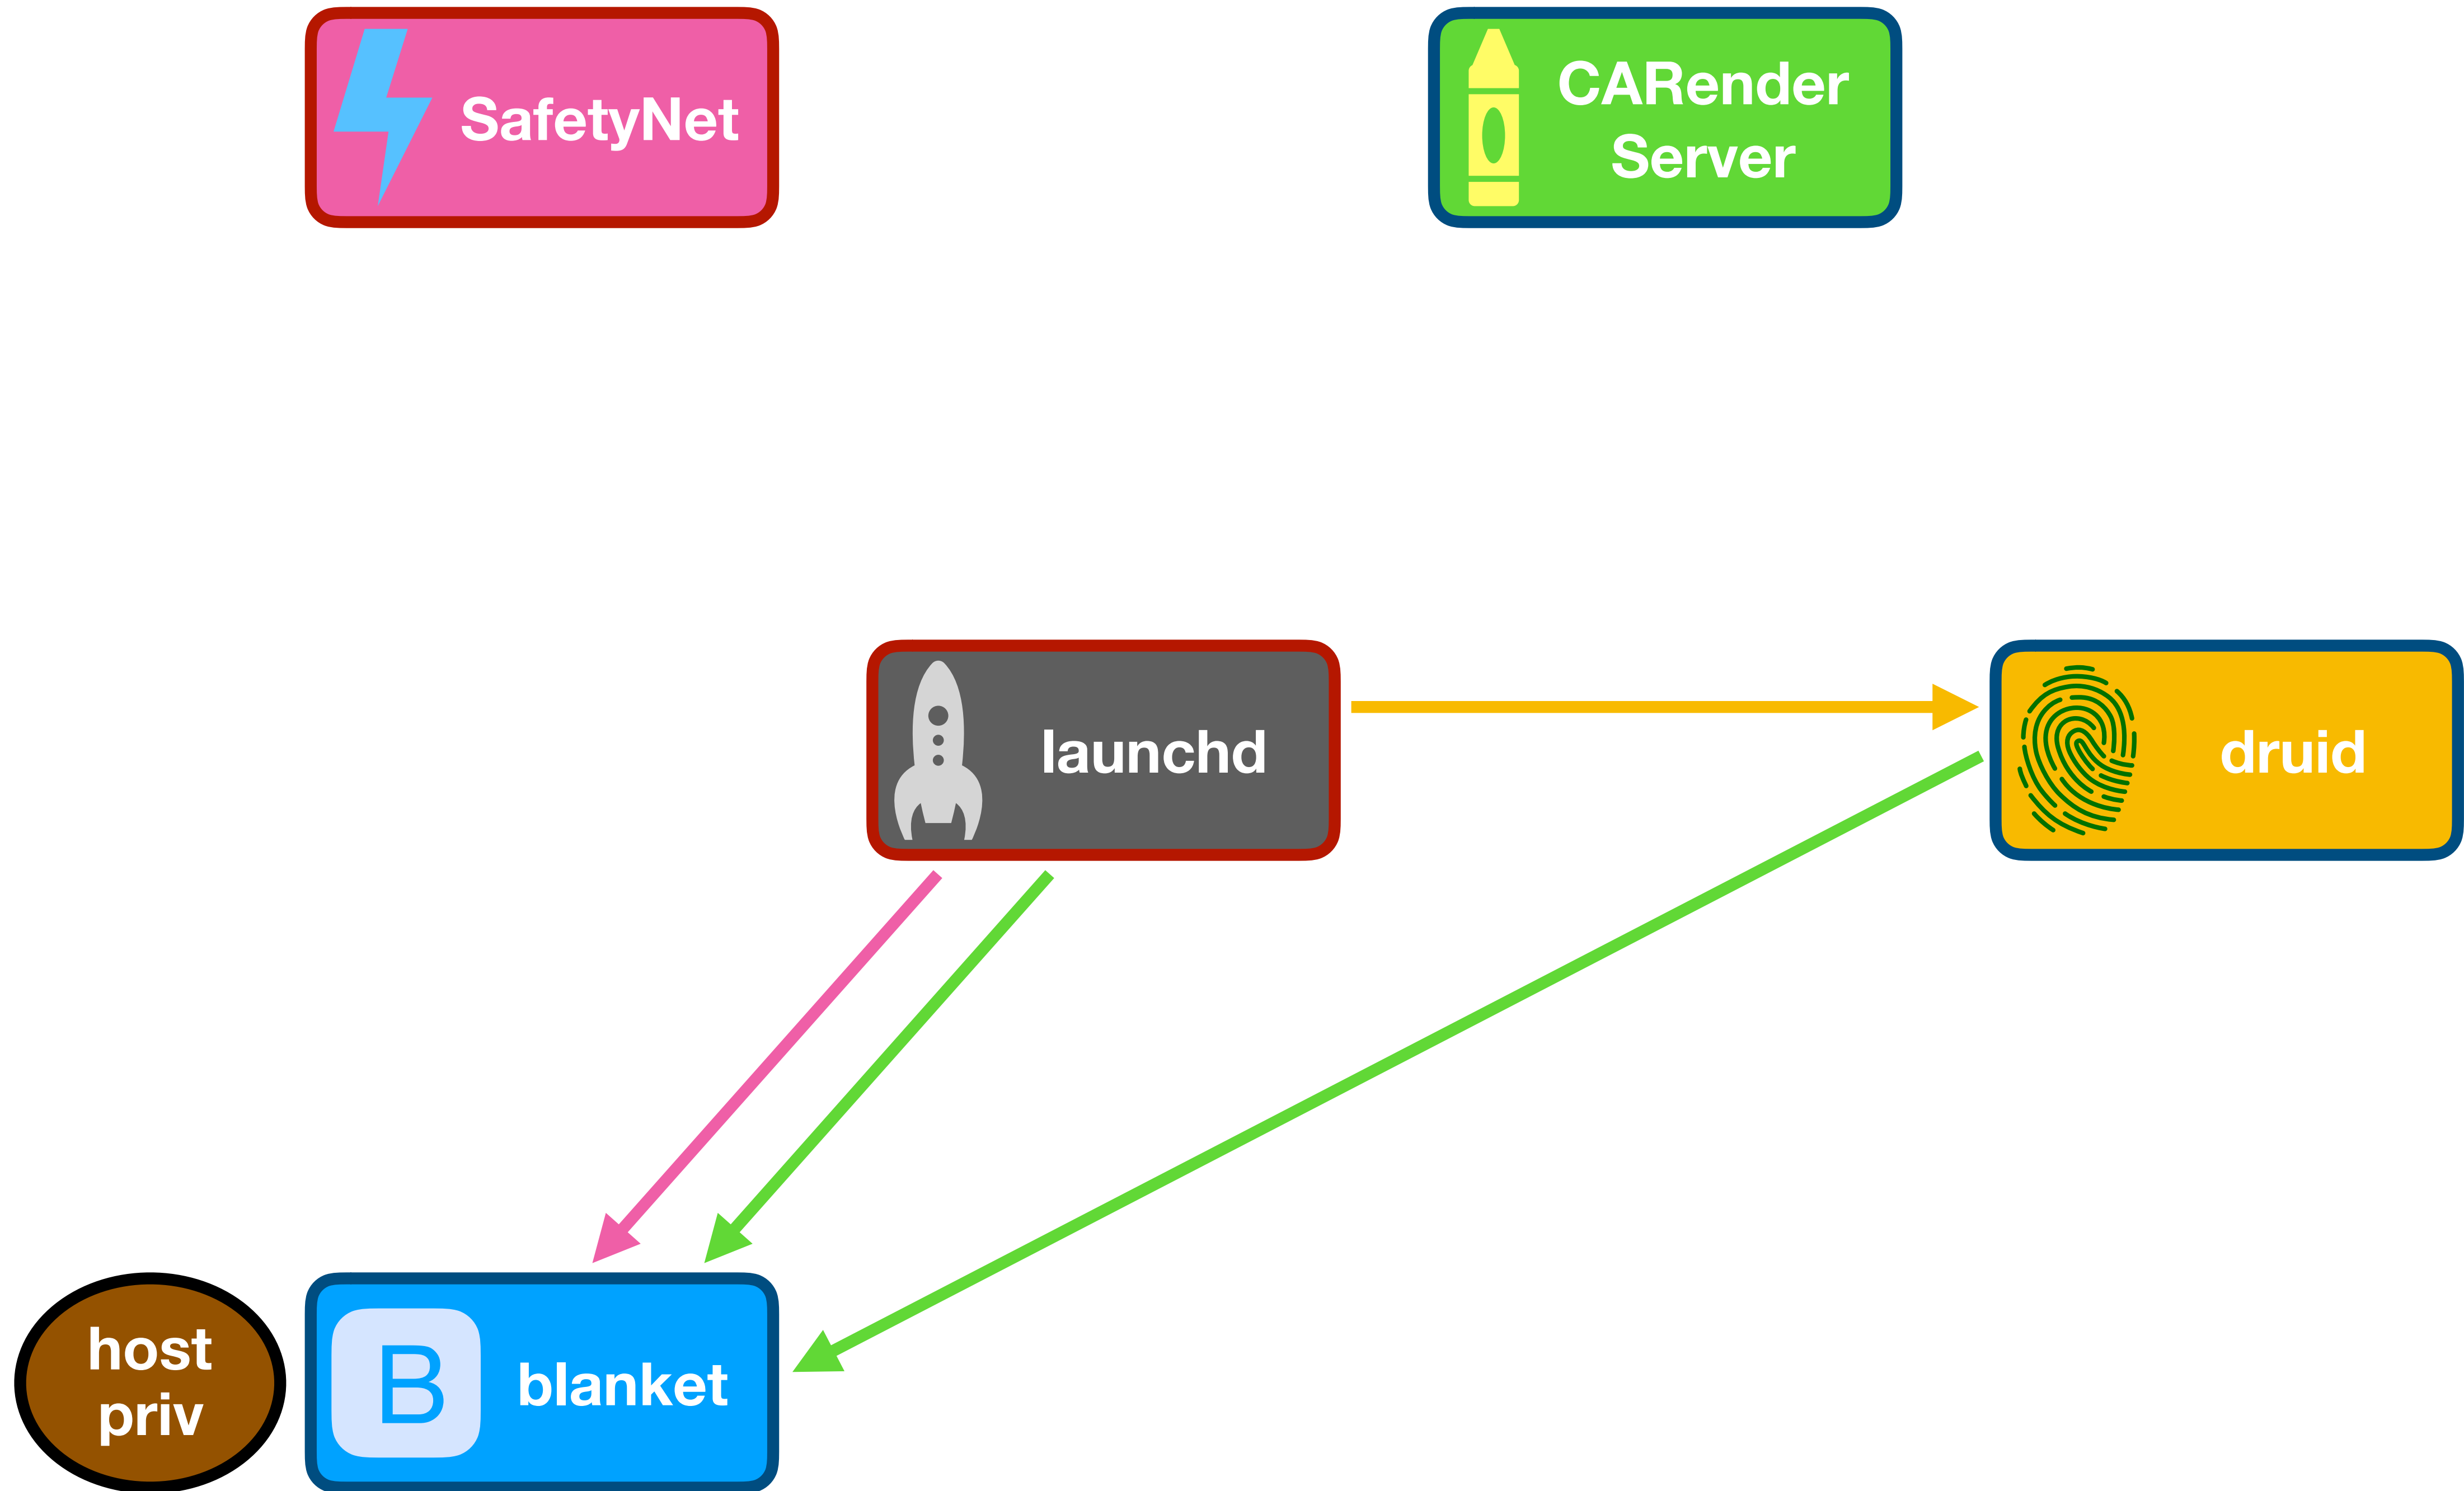 SafetyNet
CARender
Server
launchd
druid
host
priv
B
blanket